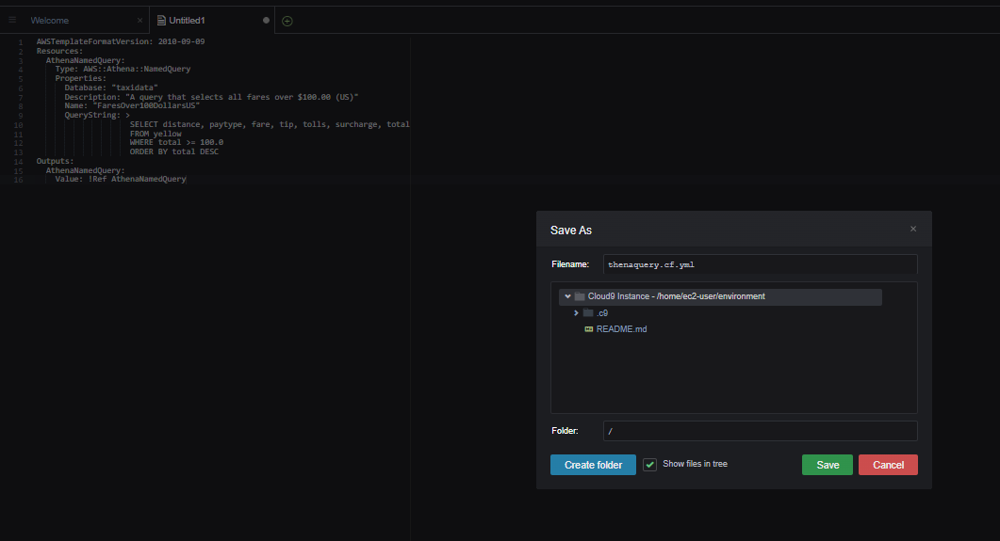 Welcome ×
Untitled1
1 AWSTemplateFormatVersion: 2010-09-09
2 Resources:
3 AthenaNamedQuery:
4 Type: AWS::Athena::NamedQuery
5 Properties:
6 Database: "taxidata"
7 Description: "A query that selects all fares over $100.00 (US)"
8 Name: "FaresOver100DollarsUS"
9 QueryString: >
10 SELECT distance, paytype, fare, tip, tolls, surcharge, total
11 FROM yellow
12 WHERE total >= 100.0
13 ORDER BY total DESC
14 Outputs:
15 AthenaNamedQuery:
16 Value: !Ref AthenaNamedQuery
Save As ×
Filename: thenaquery.cf.yml
Cloud9 Instance - /home/ec2-user/environment
.c9
README.md
Folder: /
Create folder Show files in tree Save Cancel